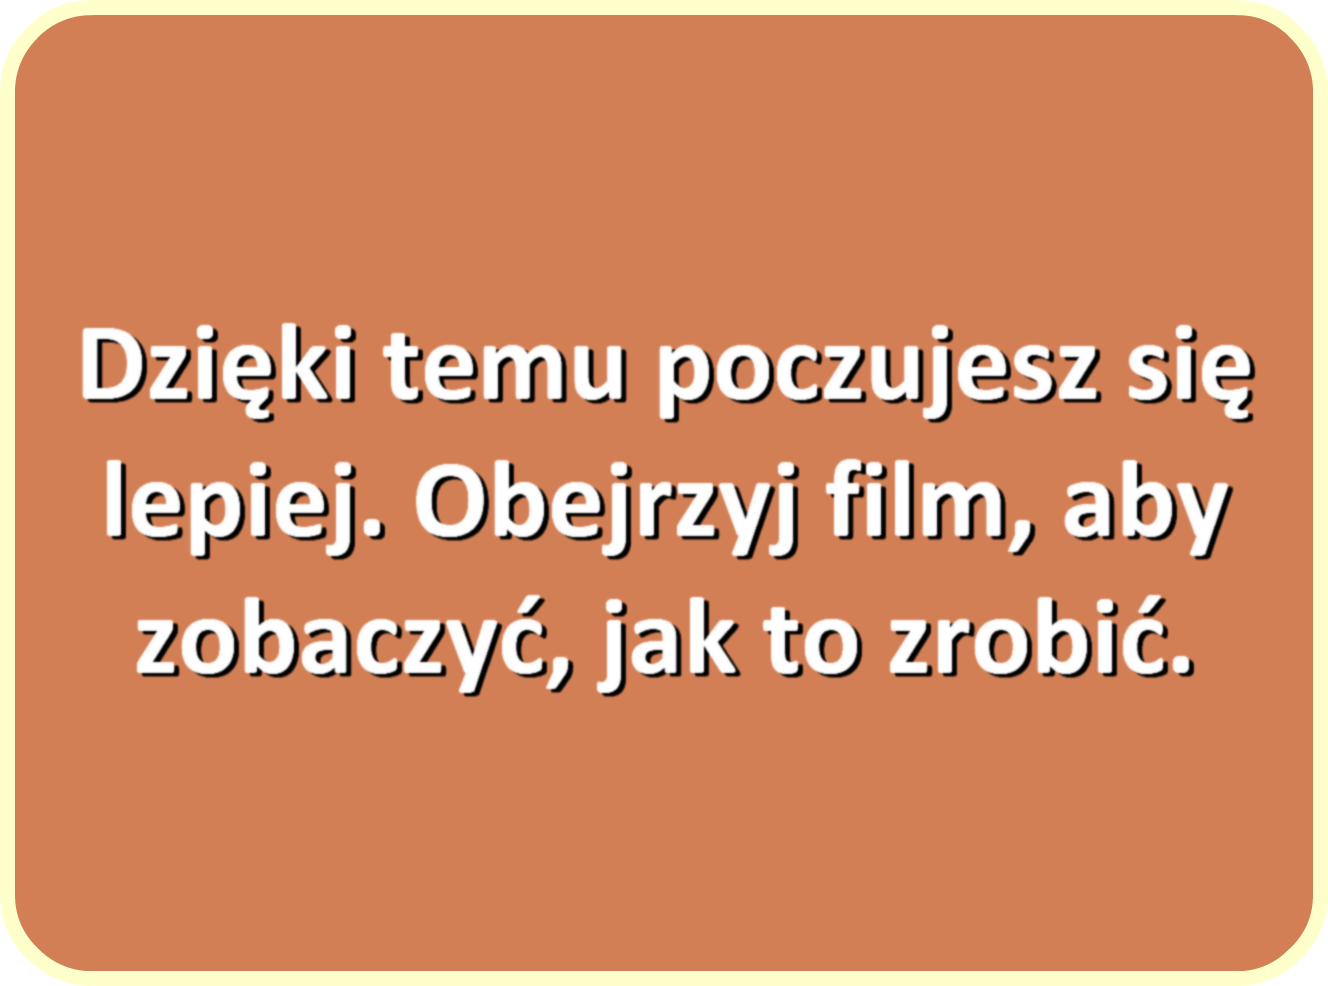 Dzięki temu poczujesz się
lepiej. Obejrzyj film, aby
zobaczyć, jak to zrobić.